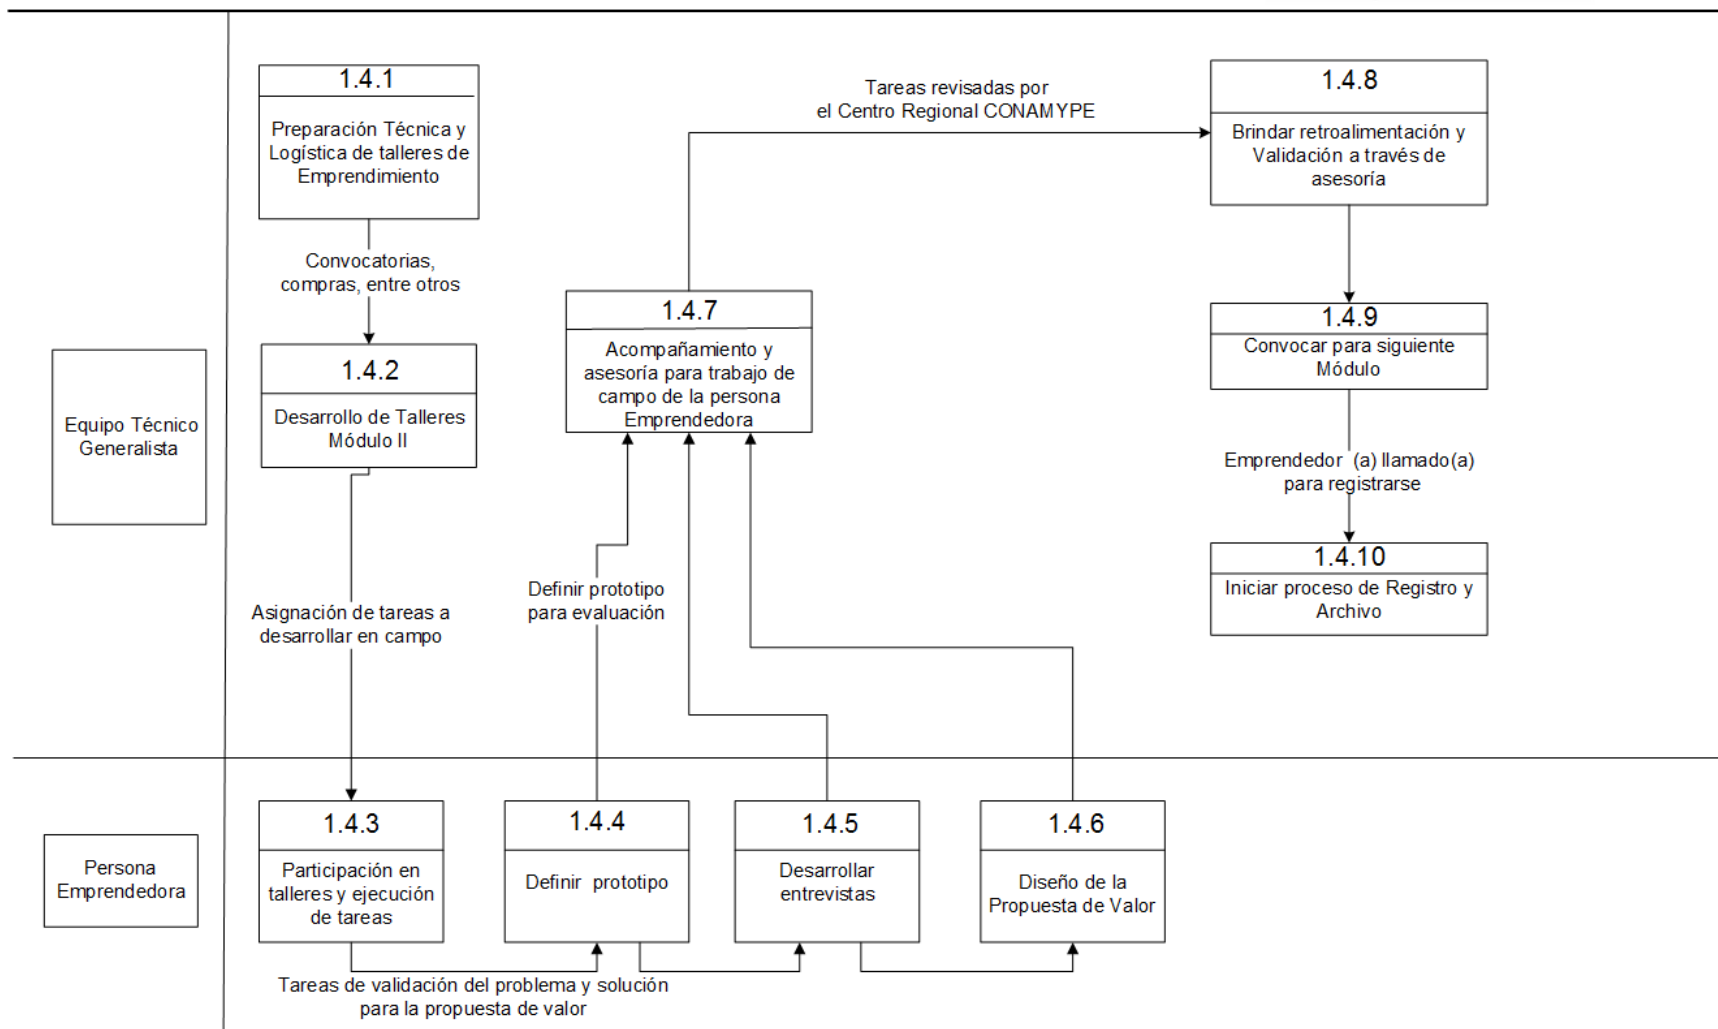 1.4.1
Preparación Técnica y
Logística de talleres de
Emprendimiento
Convocatorias,
compras, entre otros
1.4.2
Desarrollo de Talleres
Módulo II
Equipo Técnico
Generalista
Asignación de tareas a
desarrollar en campo
1.4.7
Acompañamiento y
asesoría para trabajo de
campo de la persona
Emprendedora
Definir prototipo
para evaluación
Tareas revisadas por
el Centro Regional CONAMYPE
1.4.8
Brindar retroalimentación y
Validación a través de
asesoría
1.4.9
Convocar para siguiente
Módulo
Emprendedor (a) llamado(a)
para registrarse
1.4.10
Iniciar proceso de Registro y
Archivo
Persona
Emprendedora
1.4.3
Participación en
talleres y ejecución
de tareas
1.4.4
Definir prototipo
1.4.5
Desarrollar
entrevistas
1.4.6
Diseño de la
Propuesta de Valor
Tareas de validación del problema y solución
para la propuesta de valor